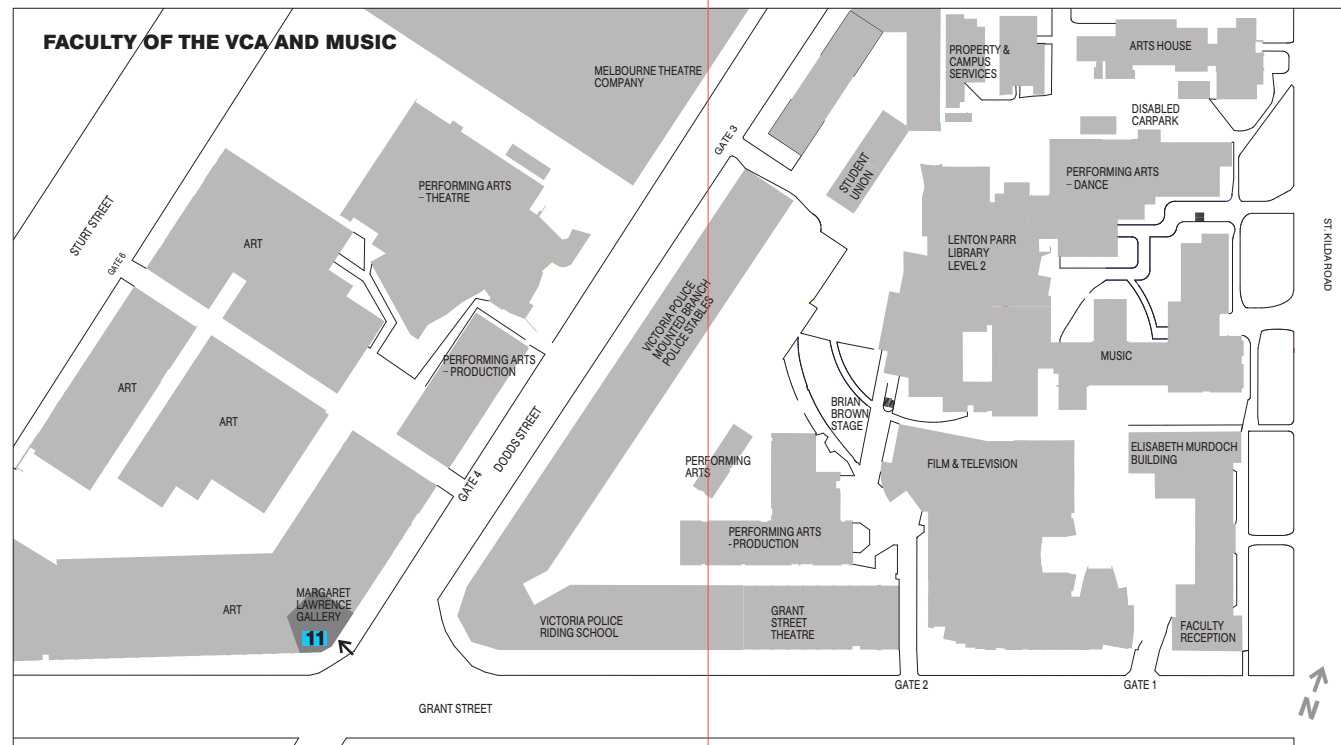 FACULTY OF THE VCA AND MUSIC
MELBOURNE THEATRE
COMPANY
PROPERTY &
CAMPUS
SERVICES
ARTS HOUSE
DISABLED
CARPARK
GATE 3
STUDENT
UNION
PERFORMING ARTS
– THEATRE
PERFORMING ARTS
– DANCE
STURT STREET
GATE 6
ART
LENTON PARR
LIBRARY
LEVEL 2
ST. KILDA ROAD
VICTORIA POLICE
MOUNTED BRANCH
POLICE STABLES
PERFORMING ARTS
– PRODUCTION
MUSIC
ART
ART
BRIAN
BROWN
STAGE
DODDS STREET
GATE 4
PERFORMING
ARTS
FILM & TELEVISION
ELISABETH MURDOCH
BUILDING
PERFORMING ARTS
- PRODUCTION
ART
MARGARET
LAWRENCE
GALLERY
11
VICTORIA POLICE
RIDING SCHOOL
GRANT
STREET
THEATRE
FACULTY
RECEPTION
GATE 2
GATE 1
GRANT STREET
N